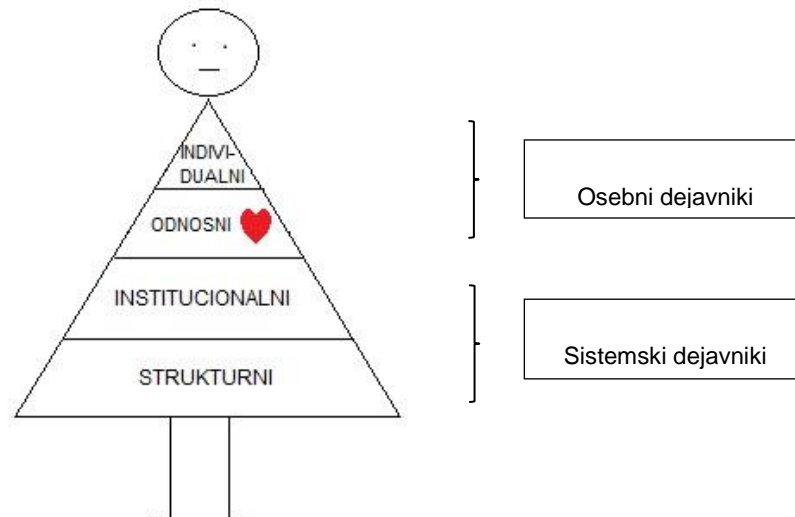 INDIVI-
DUALNI
ODNOSNI
INSTITUCIONALNI
STRUKTURNI
Osebni dejavniki
Sistemski dejavniki